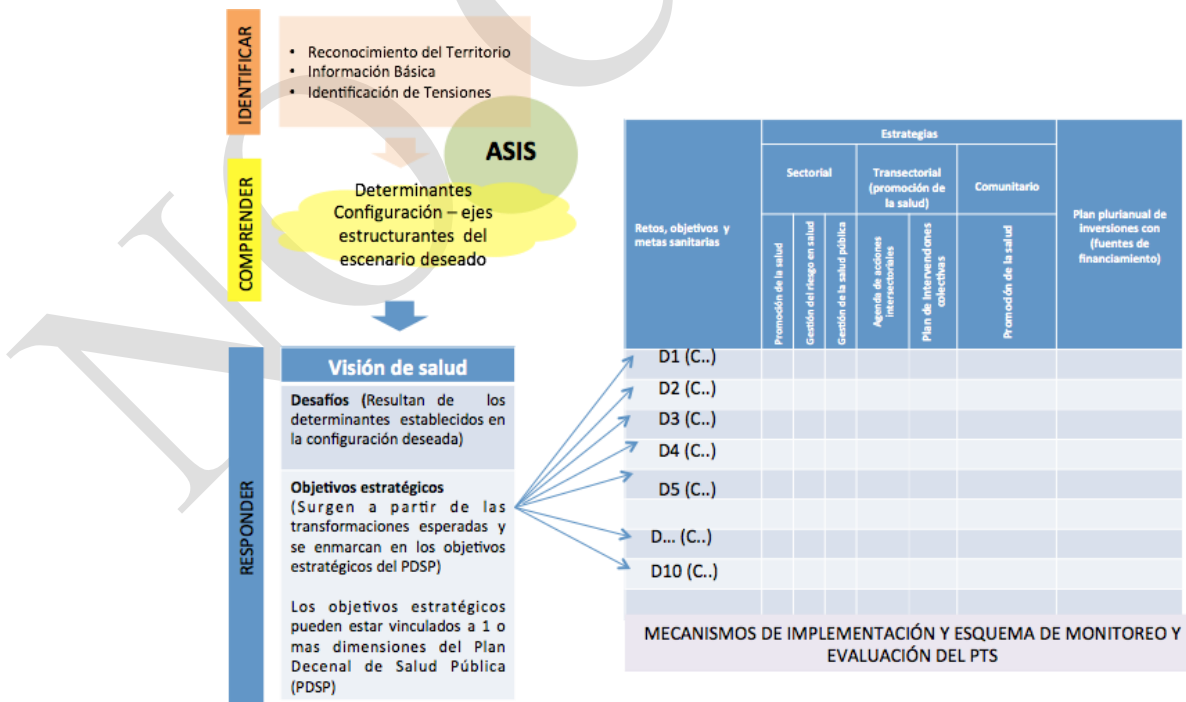 IDENTIFICAR
• Reconocimiento del Territorio
• Información Básica
• Identificación de Tensiones
ASIS
COMPRENDER
Determinantes
Configuración – ejes
estructurantes del
escenario deseado
RESPONDER
Visión de salud
Desafíos (Resultan de los
determinantes establecidos en
la configuración deseada)
Objetivos estratégicos
(Surgen a partir de las
transformaciones esperadas y
se enmarcan en los objetivos
estratégicos del PDSP)
Los objetivos estratégicos
pueden estar vinculados a 1 o
mas dimensiones del Plan
Decenal de Salud Pública
(PDSP)
Retos, objetivos y
metas sanitarias
Estrategias
Sectorial
Transectorial
(promoción de
la salud)
Comunitario
Plan plurianual de
inversiones con
(fuentes de
financiamiento)
Promoción de la salud
Gestión del riesgo en salud
Gestión de la salud pública
Agenda de acciones
intersectoriales
Plan de Intervendones
colectivas
Promodón de la salud
D1 (C..)
D2 (C..)
D3 (C..)
D4 (C..)
D5 (C..)
D... (C..)
D10 (C..)
MECANISMOS DE IMPLEMENTACIÓN Y ESQUEMA DE MONITOREO Y
EVALUACIÓN DEL PTS